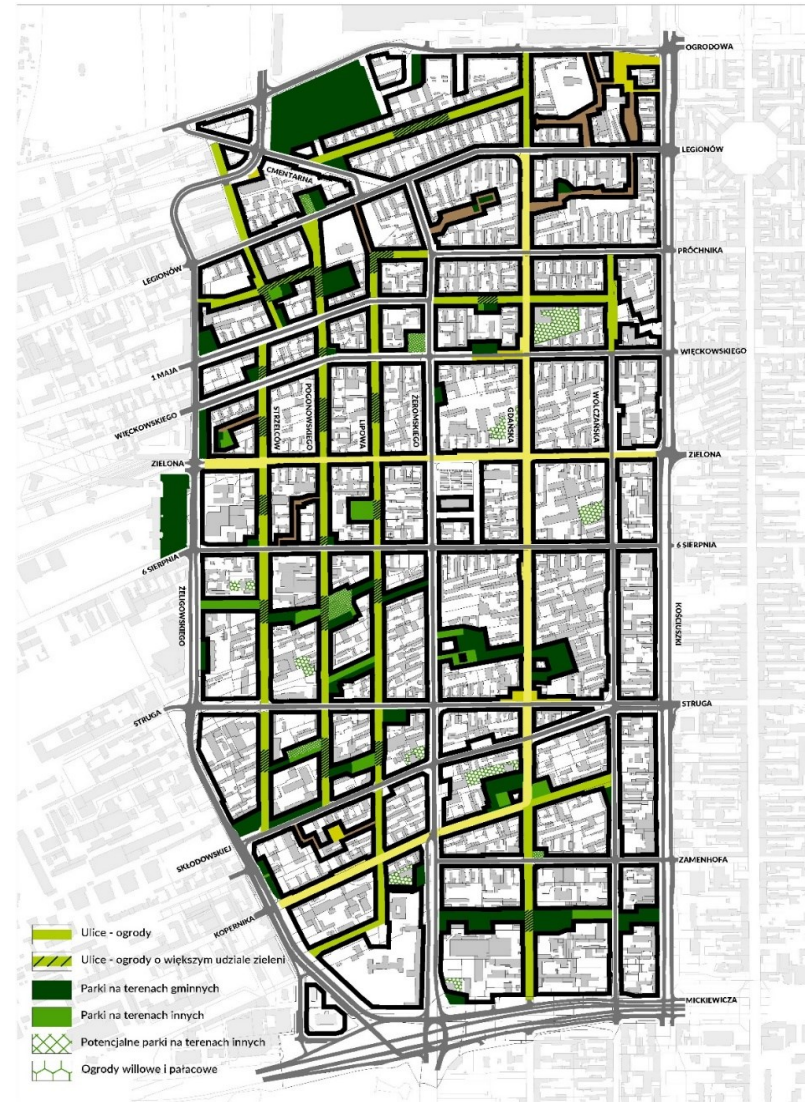 OGRODOWA
LEGIONÓW
CMENTARNA
PRÓCHNIKA
LEGIONÓW
WIĘCKOWSKIEGO
1 MAJA
POGONOWSKIEGO
STRZELCÓW
LIPOWA
ŻEROMSKIEGO
GDAŃSKA
WÓLCZAŃSKA
WIĘCKOWSKIEGO
ZIELONA
ZIELONA
6 SIERPNIA
6 SIERPNIA
ŻELIGOWSKIEGO
KOŚCIUSZKI
STRUGA
STRUGA
SKŁODOWSKIEJ
ZAMENHOFA
KOPERNIKA
MICKIEWICZA
Ulice - ogrody
Ulice - ogrody o większym udziale zieleni
Parki na terenach gminnych
Parki na terenach innych
Potencjalne parki na terenach innych
Ogrody willowe i pałacowe